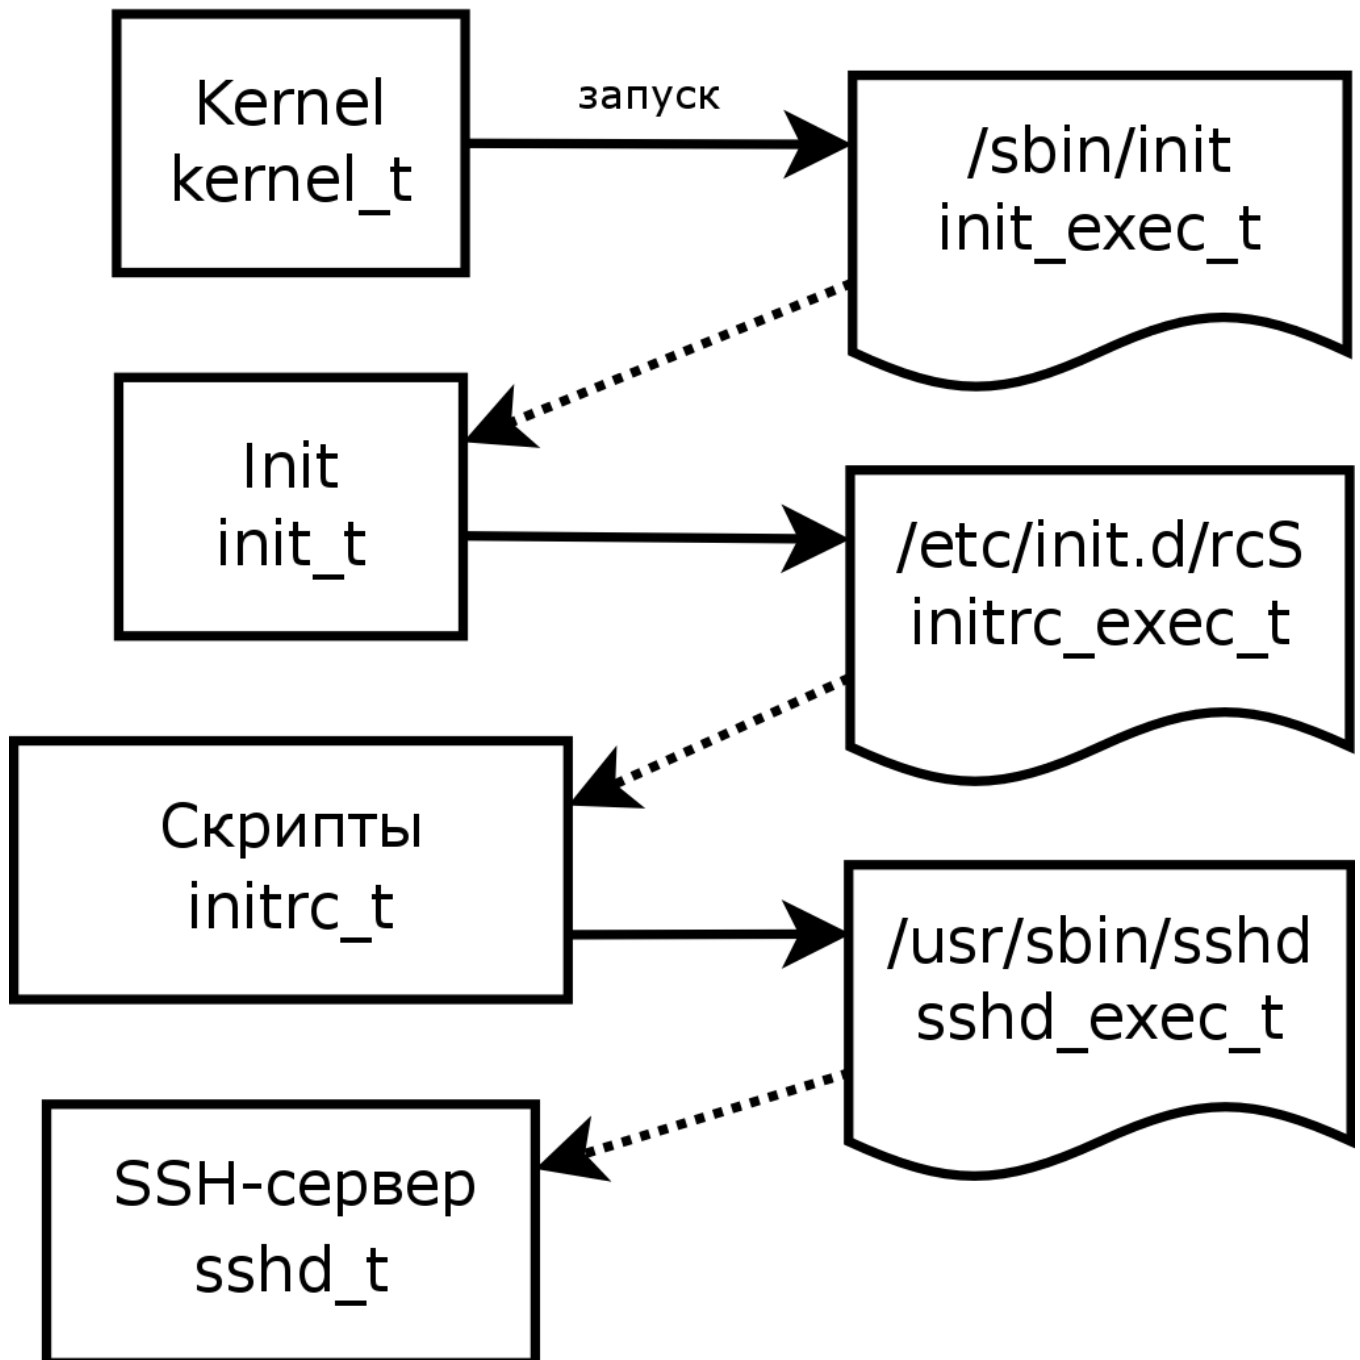 Kernel
kernel_t
запуск
/sbin/init
init_exec_t
Init
init_t
/etc/init.d/rcS
initrc_exec_t
Скрипты
initrc_t
/usr/sbin/sshd
sshd_exec_t
SSH-сервер
sshd_t